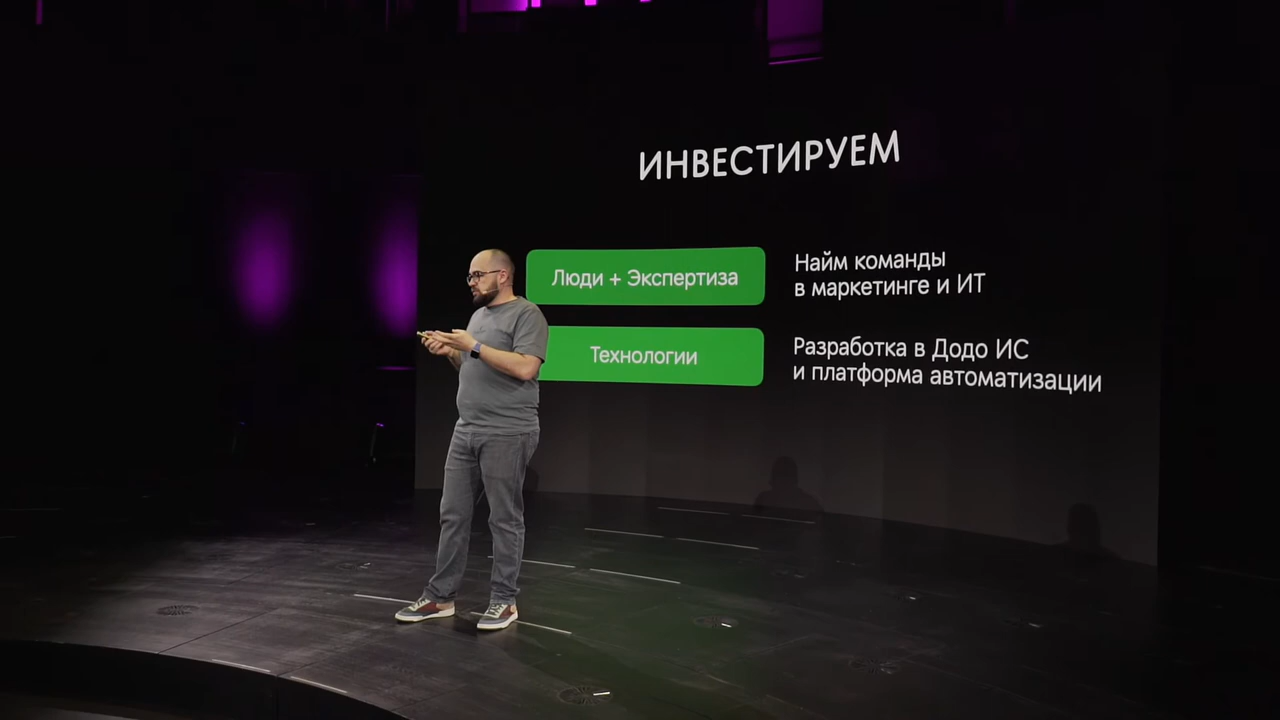 ИНВЕСТИРУЕМ
Люди + Экспертиза
Найм команды
в маркетинге и ИТ
Технологии
Разработка в Додо ИС
и платформа автоматизации